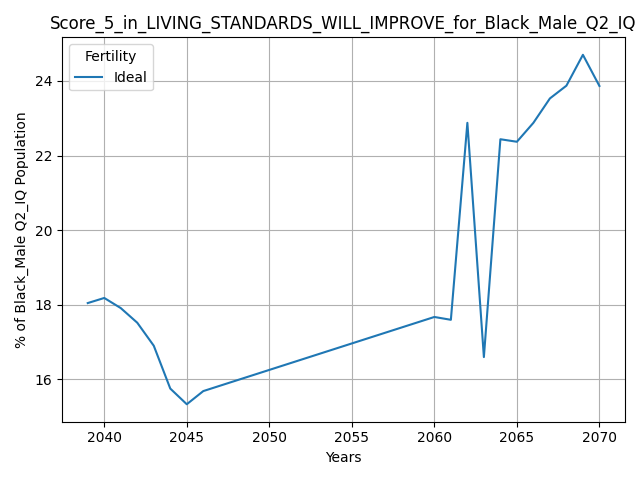 Score_5_in_LIVING_STANDARDS_WILL_IMPROVE_for_Black_Male_Q2_IQ
Fertility
Ideal
% of Black_Male Q2_IQ Population
24
22
20
18
16
2040 2045 2050 2055 2060 2065 2070
Years